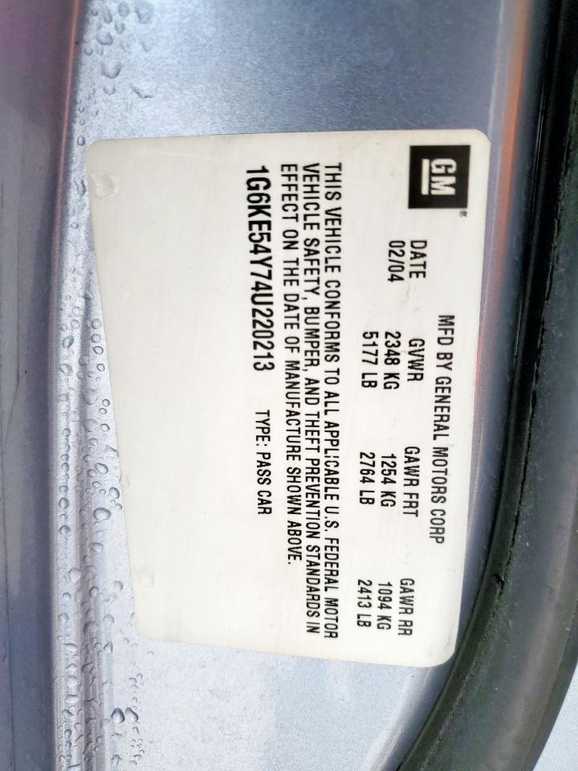 GM®
MFD BY GENERAL MOTORS CORP
DATE GVWR GAWR FRT GAWR RR
02/04 2348 KG 1254 KG 1094 KG
5177 LB 2764 LB 2413 LB
THIS VEHICLE CONFORMS TO ALL APPLICABLE U.S. FEDERAL MOTOR
VEHICLE SAFETY, BUMPER, AND THEFT PREVENTION STANDARDS IN
EFFECT ON THE DATE OF MANUFACTURE SHOWN ABOVE.
1G6KE54Y74U220213 TYPE: PASS CAR